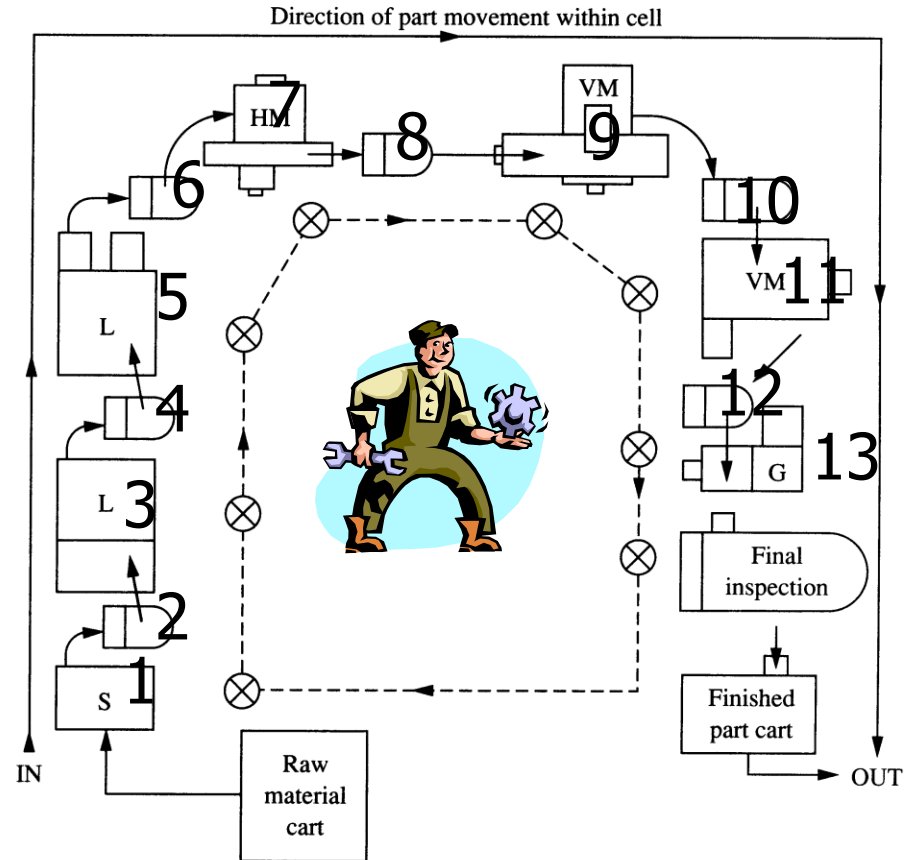 Direction of part movement within cell
7
HM
VM
9
8
6
10
5
L
VM
11
4
12
13
G
L
3
Final
inspection
2
1
S
Finished
part cart
IN
OUT
Raw
material
cart